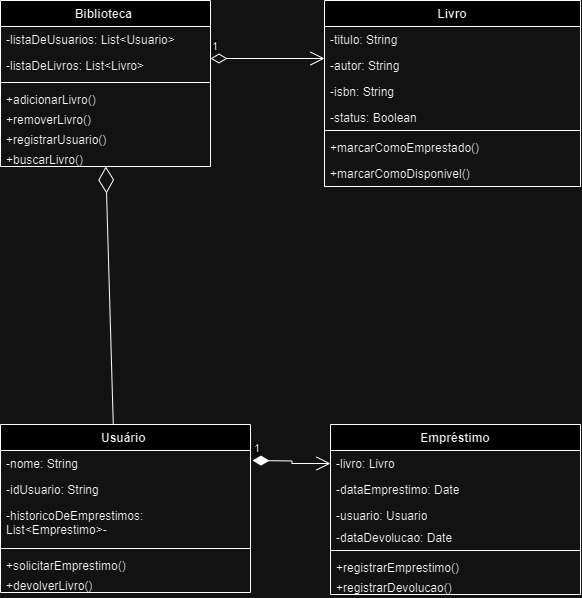 Biblioteca
-listaDeUsuarios: List<Usuario>
-listaDeLivros: List<Livro>
+adicionarLivro()
+removerLivro()
+registrarUsuario()
+buscarLivro()
1
Livro
-titulo: String
-autor: String
-isbn: String
-status: Boolean
+marcarComoEmprestado()
+marcarComoDisponivel()
Usuário
-nome: String
-idUsuario: String
-historicoDeEmprestimos:
List<Emprestimo>-
+solicitarEmprestimo()
+devolverLivro()
1
Empréstimo
-livro: Livro
-dataEmprestimo: Date
-usuario: Usuario
-dataDevolucao: Date
+registrarEmprestimo()
+registrarDevolucao()